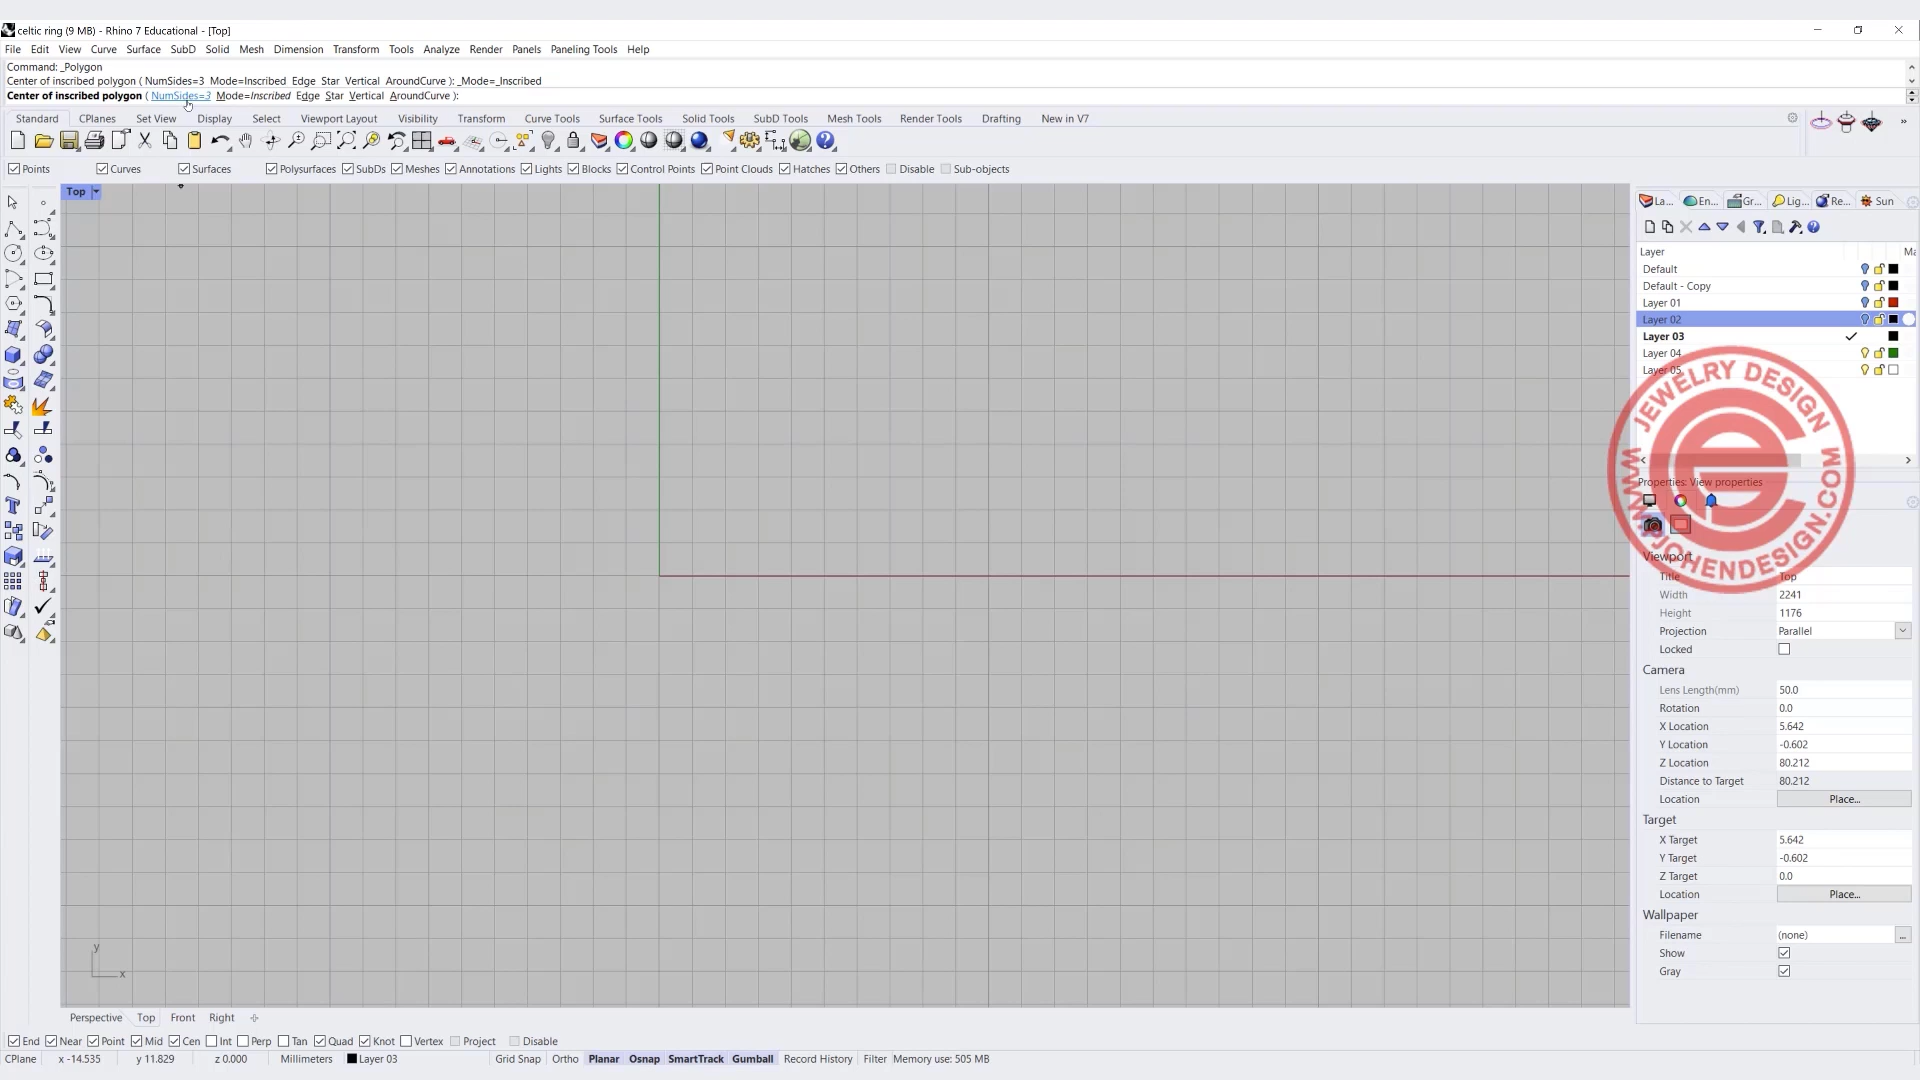 celtic ring (9 MB) - Rhino 7 Educational - [Top]
File Edit View Curve Surface SubD Solid Mesh Dimension Transform Tools Analyze Render Panels Paneling Tools Help
Command: _Polygon
Center of inscribed polygon ( NumSides=3 Mode=Inscribed Edge Star Vertical AroundCurve ): _Mode=_Inscribed
Center of inscribed polygon ( NumSides=3 Mode=Inscribed Edge Star Vertical AroundCurve ):
Standard CPlanes Set View Display Select Viewport Layout Visibility Transform Curve Tools Surface Tools Solid Tools SubD Tools Mesh Tools Render Tools Drafting New in V7
Points Curves Surfaces Polysurfaces SubDs Meshes Annotations Lights Blocks Control Points Point Clouds Hatches Others Disable Sub-objects
Top
La... En... Gr... Lig... Re... Sun
Layer Ma
Default
Default - Copy
Layer 01
Layer 02
Layer 03
Layer 04
Layer 05
JEWELRY DESIGN
WWW.PJCHENDESIGN.COM
Properties: View properties
Viewport
Title Top
Width 2241
Height 1176
Projection Parallel
Locked
Camera
Lens Length(mm) 50.0
Rotation 0.0
X Location 5.642
Y Location -0.602
Z Location 80.212
Distance to Target 80.212
Location Place...
Target
X Target 5.642
Y Target -0.602
Z Target 0.0
Location Place...
Wallpaper
Filename (none) ...
Show
Gray
y
x
Perspective Top Front Right
End Near Point Mid Cen Int Perp Tan Quad Knot Vertex Project Disable
CPlane x -14.535 y 11.829 z 0.000 Millimeters Layer 03 Grid Snap Ortho Planar Osnap SmartTrack Gumball Record History Filter Memory use: 505 MB